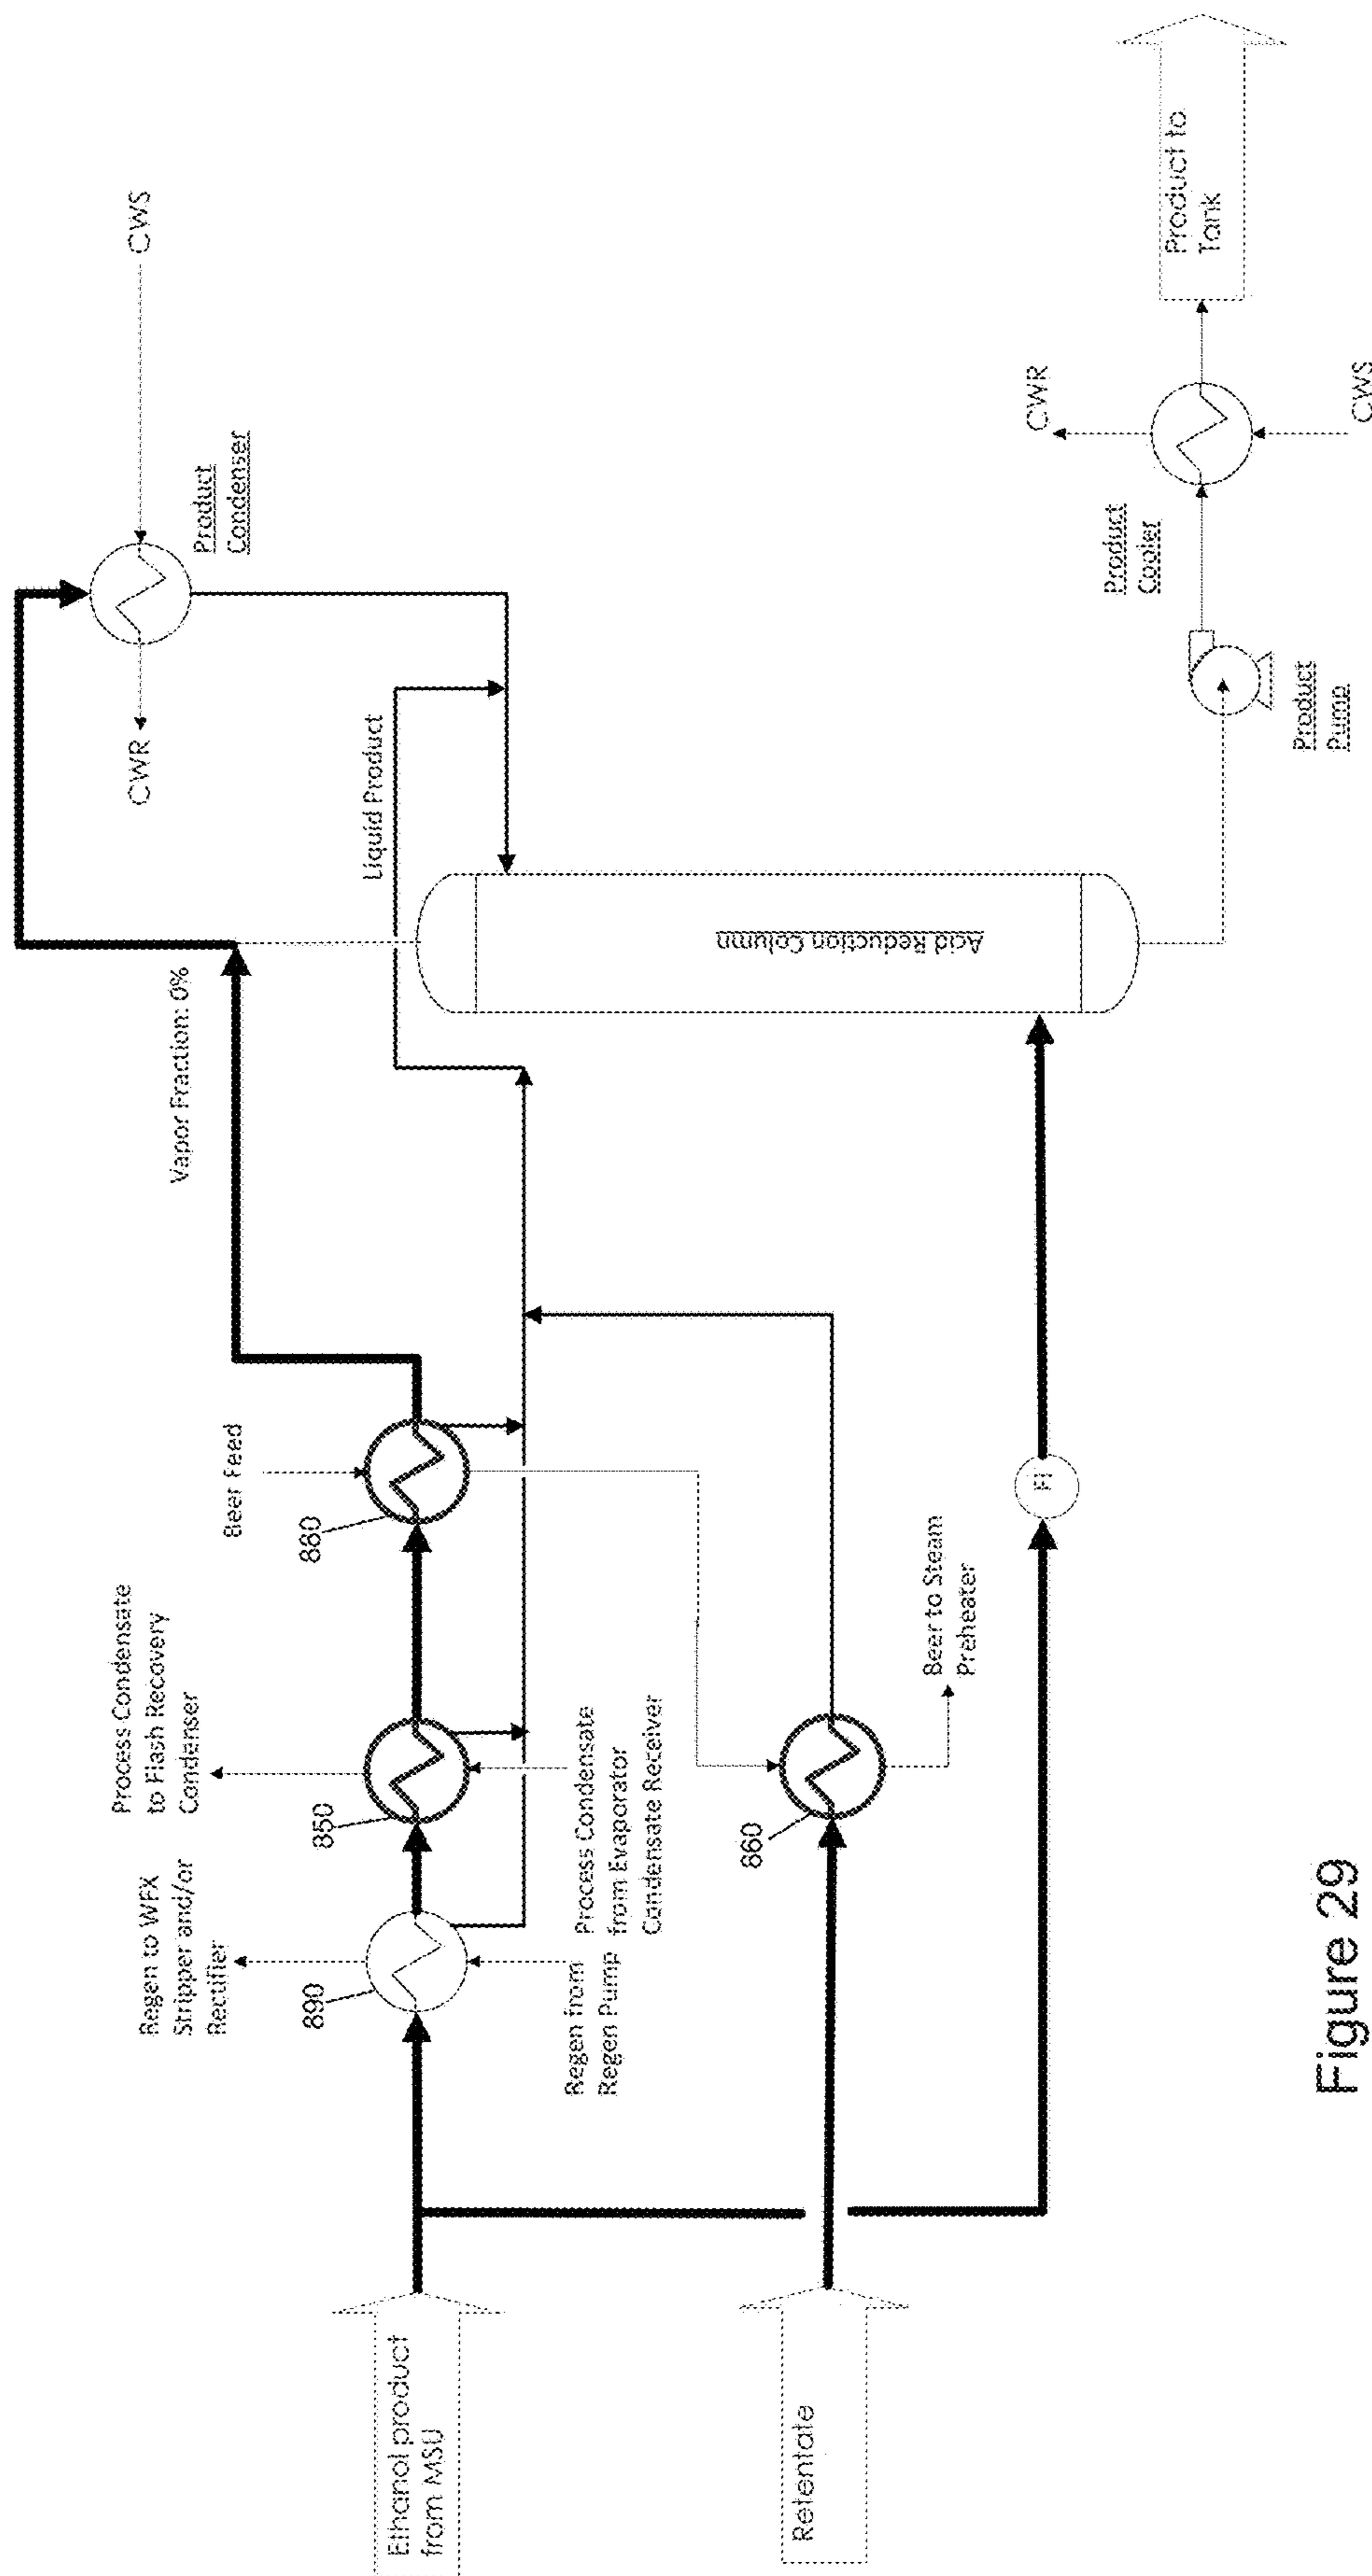 Ethanol product
from MSU
Retentate
Regen to WFX
Stripper and/or
Rectifier
890
Regen from
Regen Pump
Process Condensate
to Flash Recovery
Condenser
850
Process Condensate
from Evaporator
Condensate Receiver
Beer Feed
880
860
Beer to Steam
Preheater
FI
Vapor Fraction: 0%
Liquid Product
Acid Reduction Column
CWR
CWS
Product
Condenser
Product
Pump
Product
Cooler
CWR
CWS
Product to
Tank
Figure 29